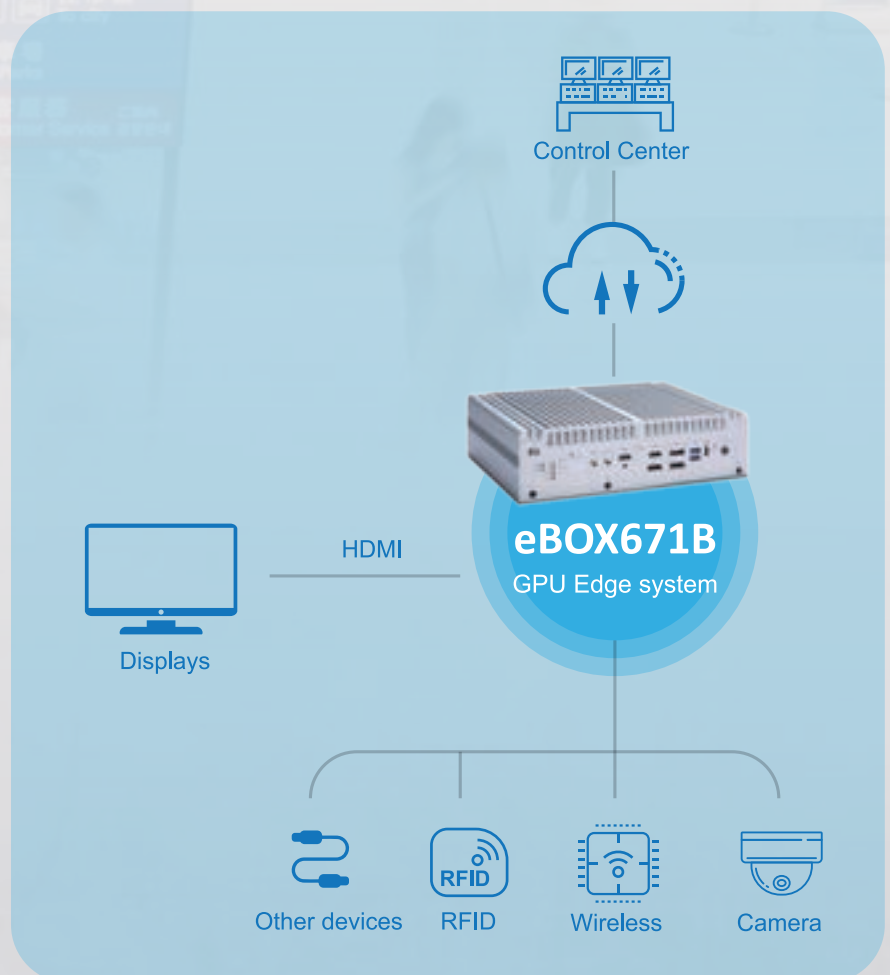 Control Center
HDMI
eBOX671B
GPU Edge system
Displays
RFID
Other devices
RFID
Wireless
Camera